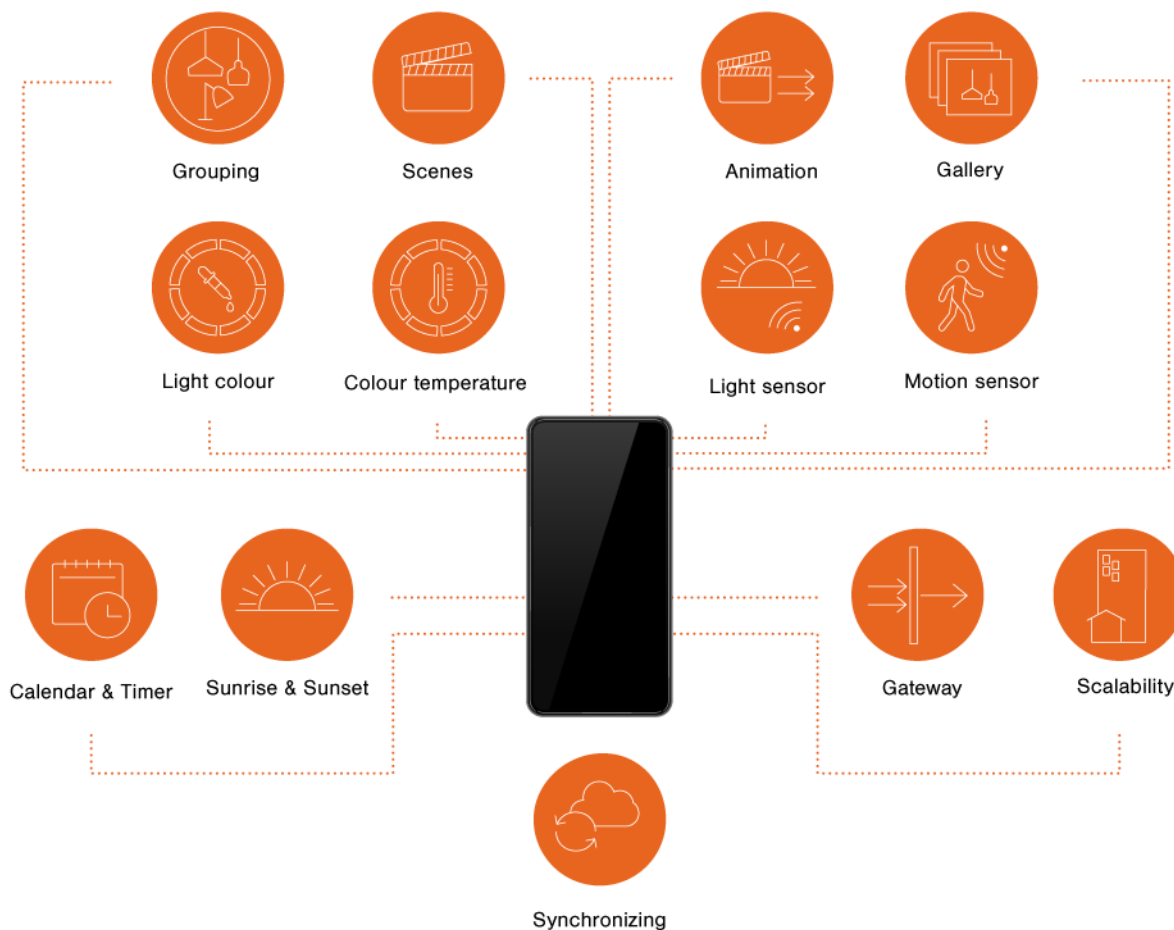 Grouping
Scenes
Animation
Gallery
Light colour
Colour temperature
Light sensor
Motion sensor
Calendar & Timer
Sunrise & Sunset
Gateway
Scalability
Synchronizing